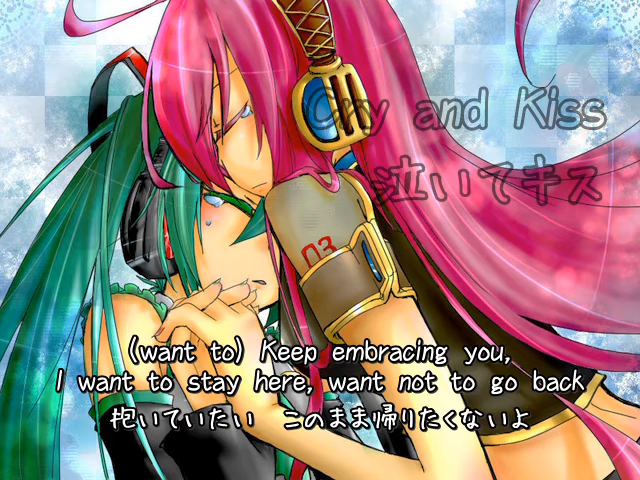 Cry and Kiss
泣いてキス
03
(want to) Keep embracing you,
I want to stay here, want not to go back
抱いていたい このまま帰りたくないよ